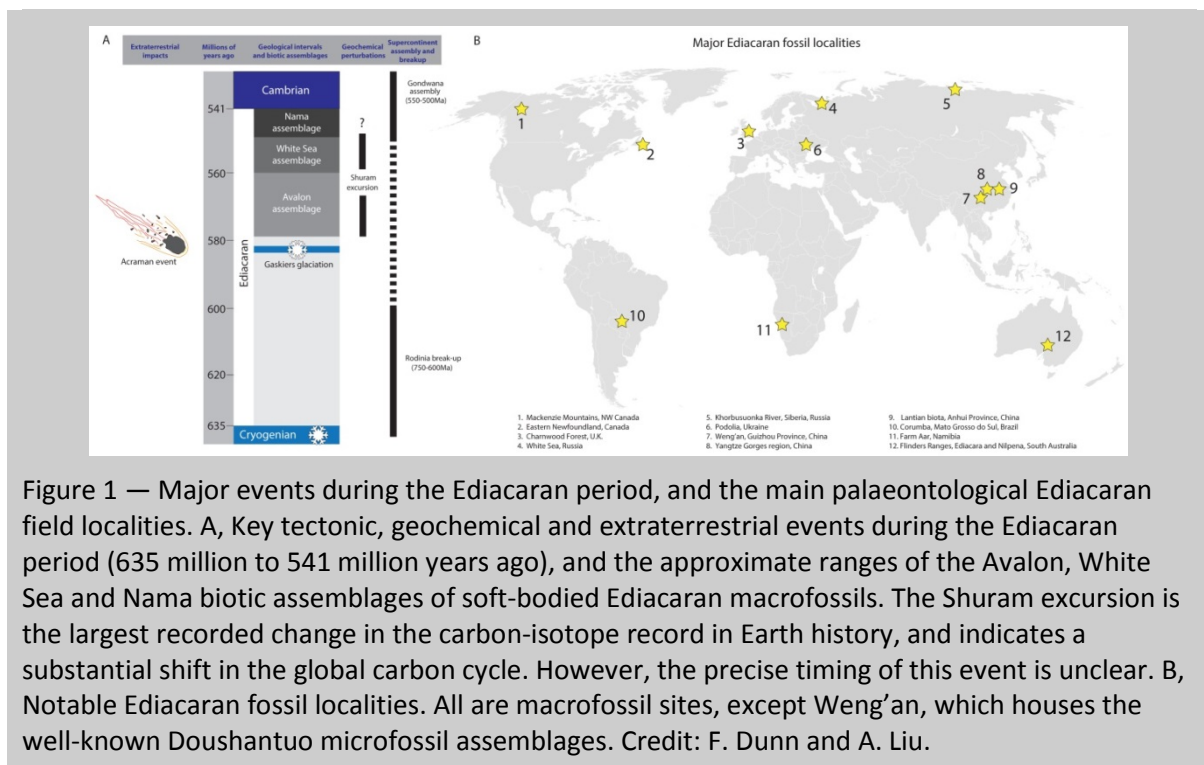 A
Extraterrestrial
impacts
Millions of
years ago
Geological intervals
and biotic assemblages
Geochemical
perturbations
Supercontinent
assembly and
breakup
541
560
580
600
620
635
Acraman event
Ediacaran
Cambrian
Nama
assemblage
White Sea
assemblage
Avalon
assemblage
Gaskiers glaciation
Cryogenian
?
Shuram
excursion
Gondwana
assembly
(550-500Ma)
Rodinia break-up
(750-600Ma)
B
Major Ediacaran fossil localities
1
2
3
4
5
6
7
8
9
10
11
12
1. Mackenzie Mountains, NW Canada
2. Eastern Newfoundland, Canada
3. Charnwood Forest, U.K.
4. White Sea, Russia
5. Khorbusuonka River, Siberia, Russia
6. Podolia, Ukraine
7. Weng'an, Guizhou Province, China
8. Yangtze Gorges region, China
9. Lantian biota, Anhui Province, China
10. Corumba, Mato Grosso do Sul, Brazil
11. Farm Aar, Namibia
12. Flinders Ranges, Ediacara and Nilpena, South Australia
Figure 1 — Major events during the Ediacaran period, and the main palaeontological Ediacaran
field localities. A, Key tectonic, geochemical and extraterrestrial events during the Ediacaran
period (635 million to 541 million years ago), and the approximate ranges of the Avalon, White
Sea and Nama biotic assemblages of soft-bodied Ediacaran macrofossils. The Shuram excursion is
the largest recorded change in the carbon-isotope record in Earth history, and indicates a
substantial shift in the global carbon cycle. However, the precise timing of this event is unclear. B,
Notable Ediacaran fossil localities. All are macrofossil sites, except Weng’an, which houses the
well-known Doushantuo microfossil assemblages. Credit: F. Dunn and A. Liu.